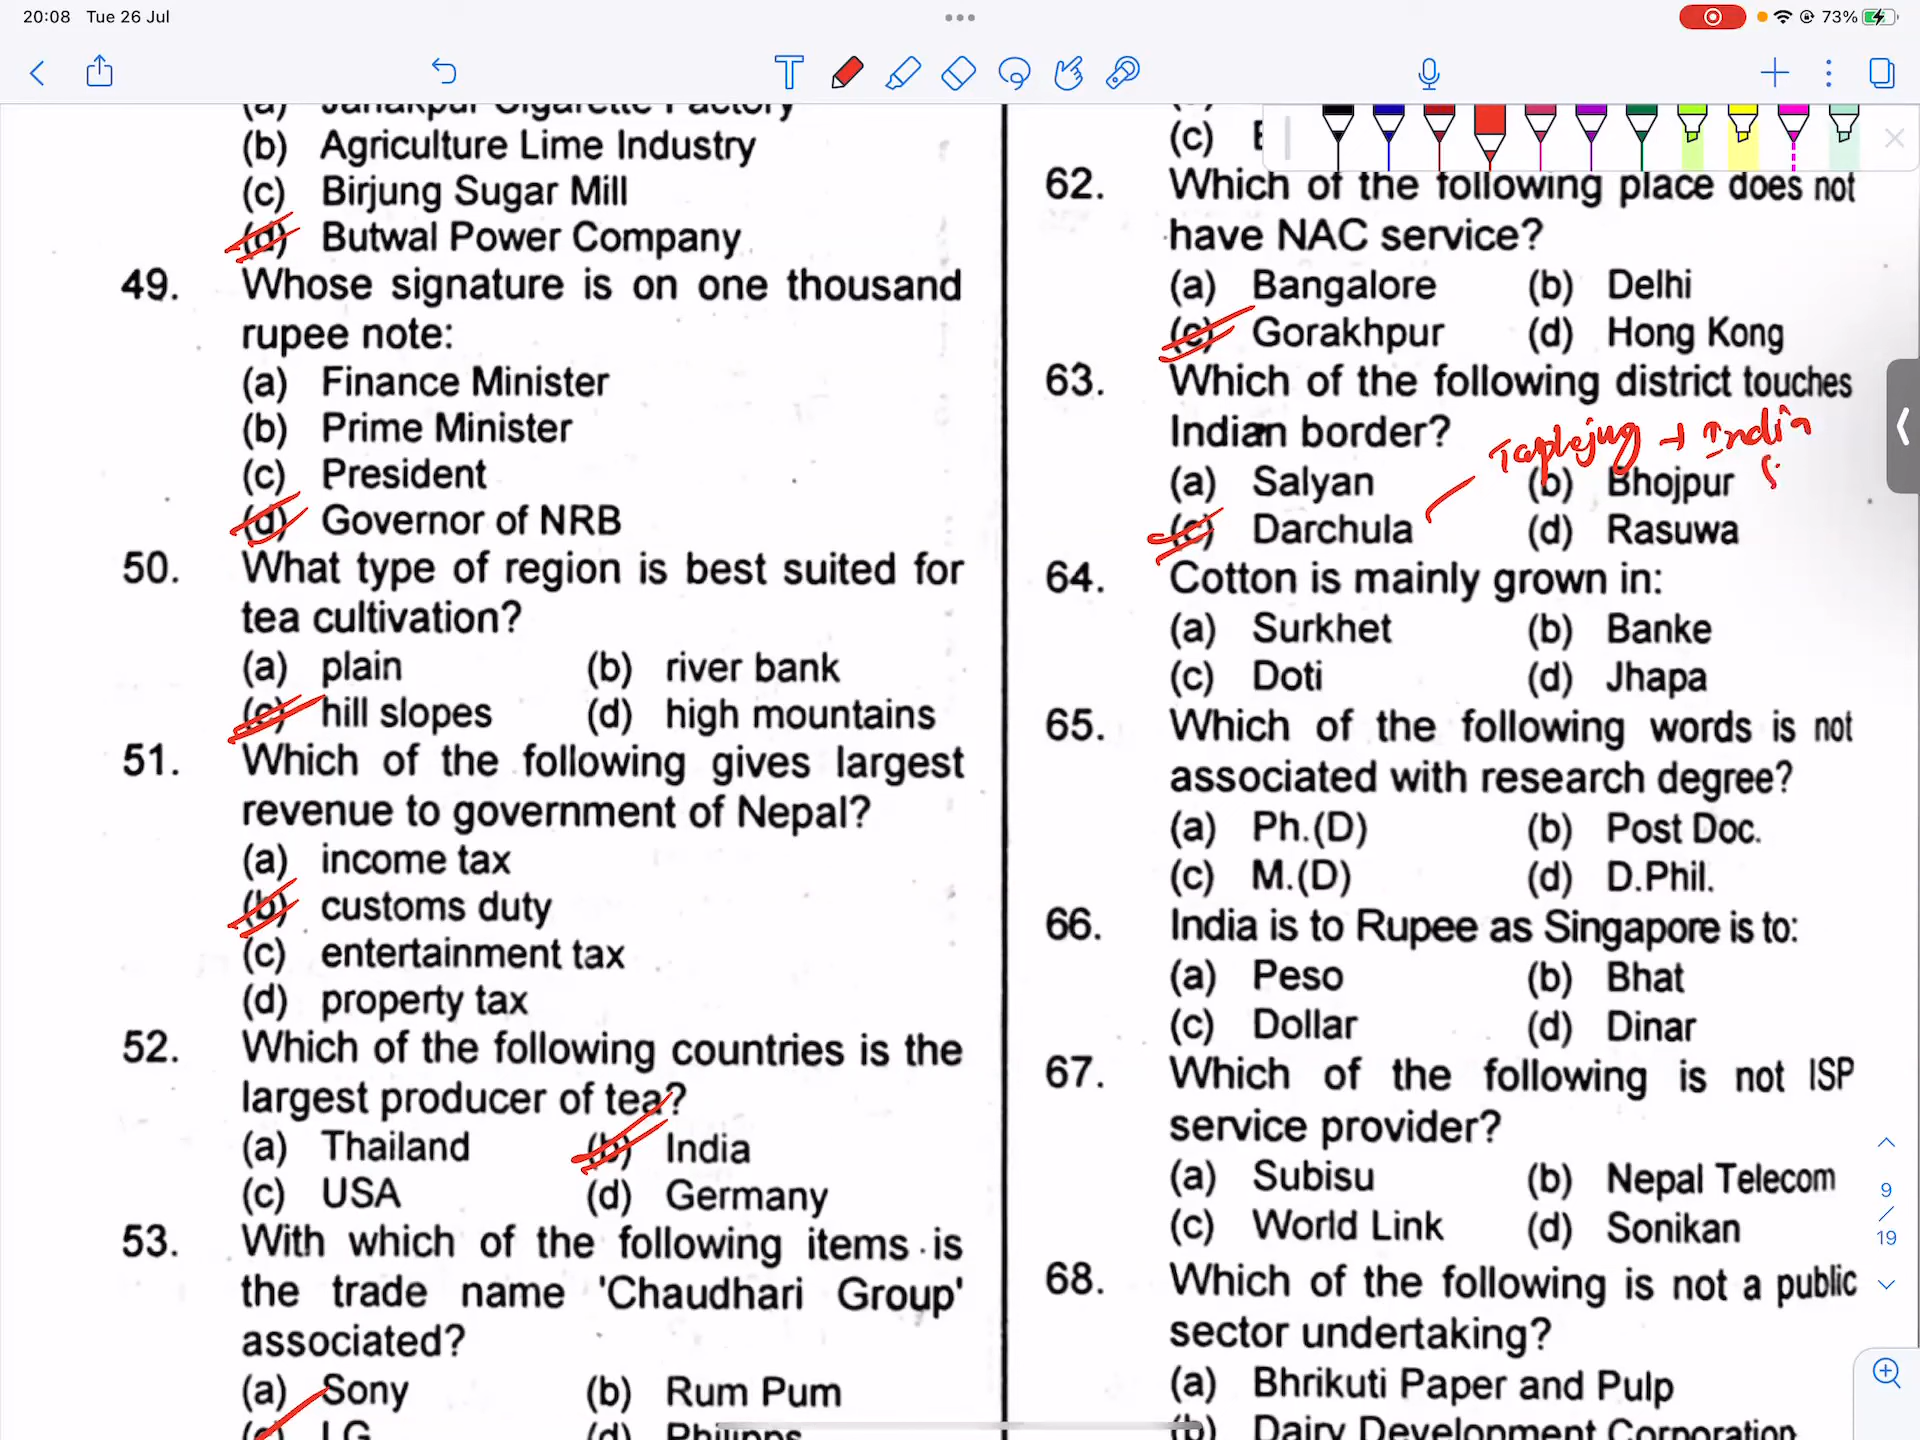 20:08 Tue 26 Jul
73%
(a) Janakpur Cigarette Factory
(b) Agriculture Lime Industry
(c) Birjung Sugar Mill
(d) Butwal Power Company
49. Whose signature is on one thousand
rupee note:
(a) Finance Minister
(b) Prime Minister
(c) President
(d) Governor of NRB
50. What type of region is best suited for
tea cultivation?
(a) plain (b) river bank
(c) hill slopes (d) high mountains
51. Which of the following gives largest
revenue to government of Nepal?
(a) income tax
(b) customs duty
(c) entertainment tax
(d) property tax
52. Which of the following countries is the
largest producer of tea?
(a) Thailand (b) India
(c) USA (d) Germany
53. With which of the following items is
the trade name 'Chaudhari Group'
associated?
(a) Sony (b) Rum Pum
(c) LG (d) Philipps
(c)
62. Which of the following place does not
have NAC service?
(a) Bangalore (b) Delhi
(c) Gorakhpur (d) Hong Kong
63. Which of the following district touches
Indian border?
Taplejug → India
(a) Salyan (b) Bhojpur
(c) Darchula (d) Rasuwa
64. Cotton is mainly grown in:
(a) Surkhet (b) Banke
(c) Doti (d) Jhapa
65. Which of the following words is not
associated with research degree?
(a) Ph.(D) (b) Post Doc.
(c) M.(D) (d) D.Phil.
66. India is to Rupee as Singapore is to:
(a) Peso (b) Bhat
(c) Dollar (d) Dinar
67. Which of the following is not ISP
service provider?
(a) Subisu (b) Nepal Telecom
(c) World Link (d) Sonikan
68. Which of the following is not a public
sector undertaking?
(a) Bhrikuti Paper and Pulp
(b) Dairy Development Corporation
9
/
19